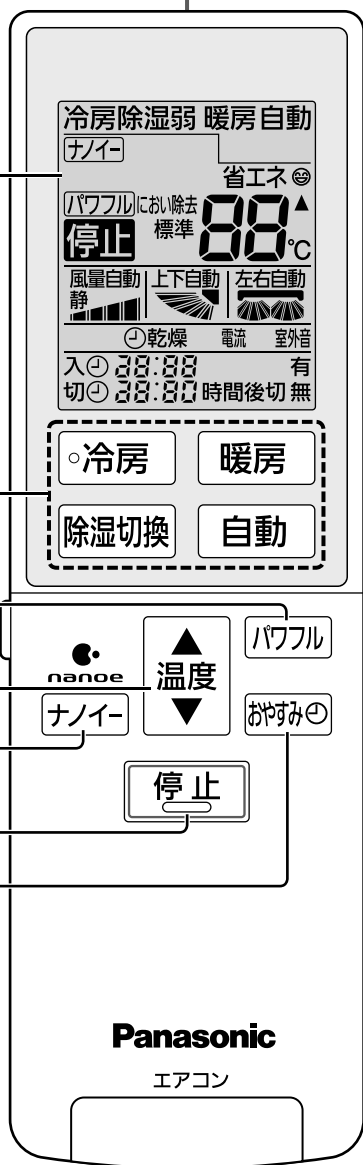 冷房除湿弱 暖房自動
ナノイー
省エネ
パワフル におい除去 88▲
停止 標準 ℃
風量自動 上下自動 左右自動
静
乾燥 電流 室外音
入 28:88 有
切 28:88 時間後切 無
冷房 暖房
除湿切換 自動
パワフル
▲
温度
▼
nanoe
ナノイー
おやすみ
停止
Panasonic
エアコン